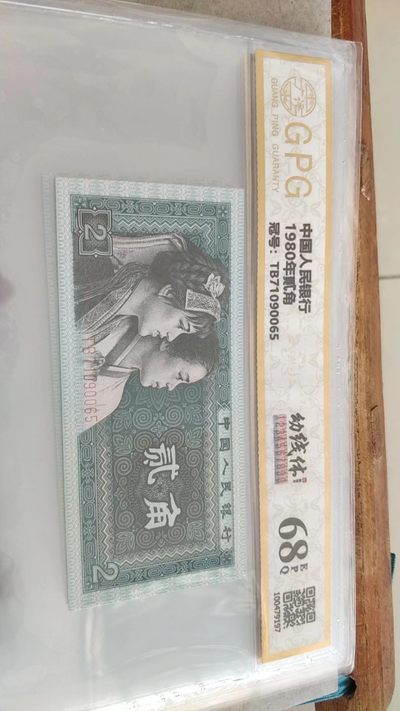 GPG
GUANG PING GUARANTY
中国人民银行
1980年贰角
冠号：TB71090065
幼线体
68 EPQ
100479197
中国人民银行
贰角
TB71090065
2
2